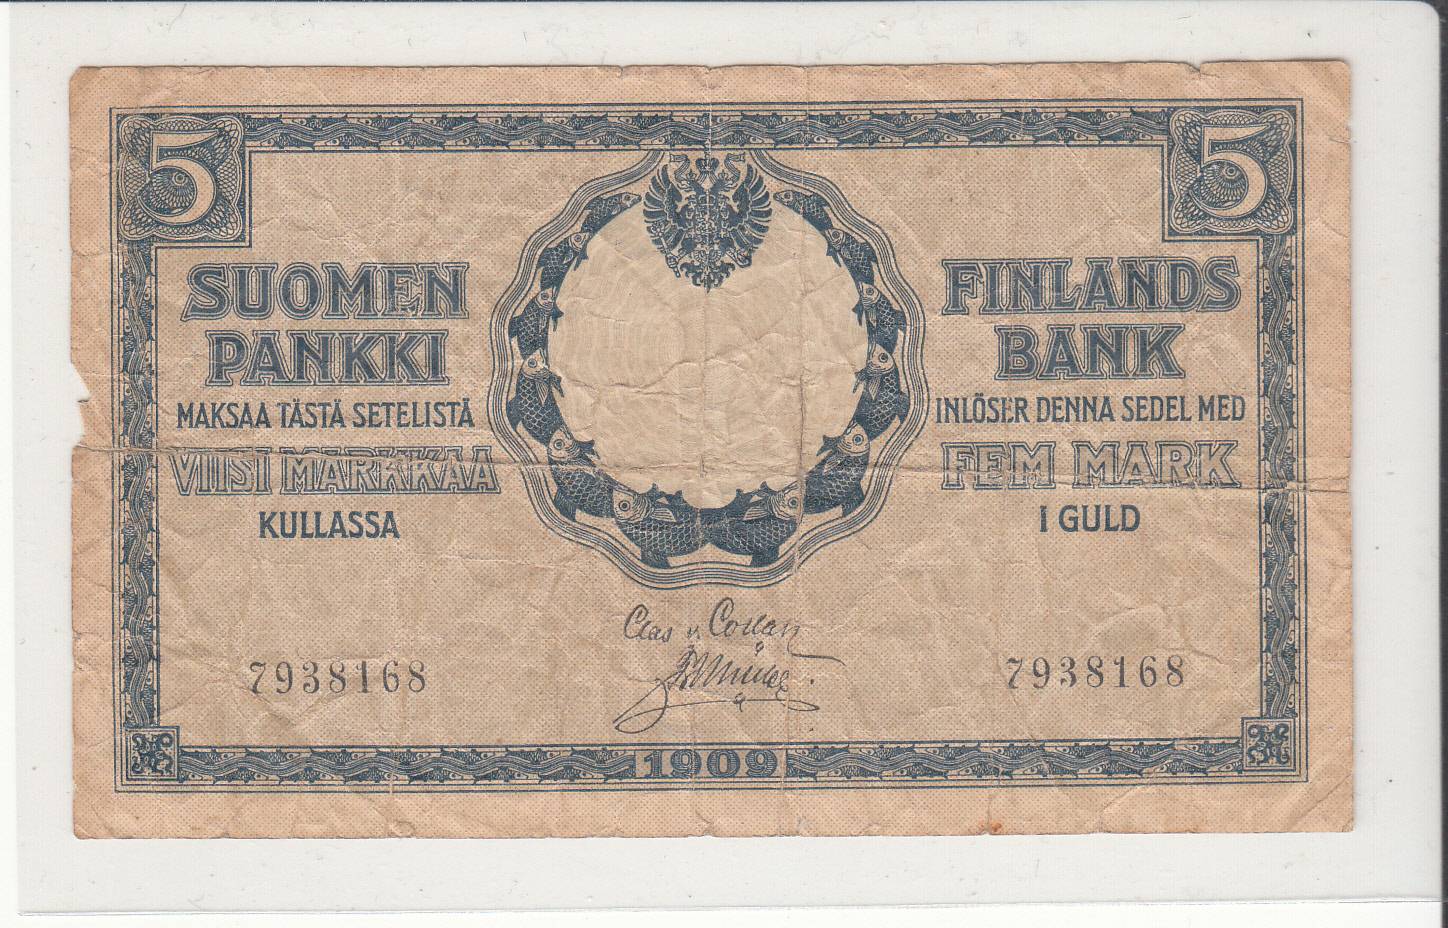 5
5
SUOMEN
PANKKI
MAKSAA TÄSTÄ SETELISTÄ
VIISI MARKKAA
KULLASSA
FINLANDS
BANK
INLÖSER DENNA SEDEL MED
FEM MARK
I GULD
Clas v. Collan
7938168
7938168
1909